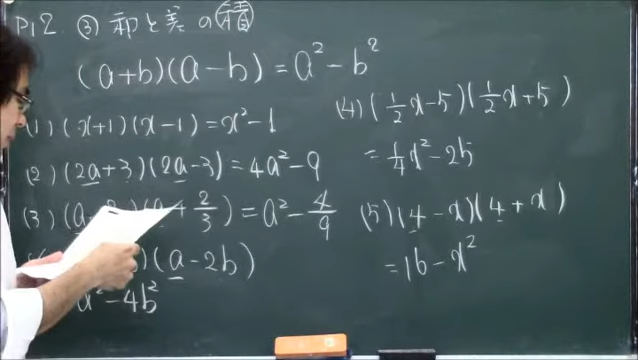 P12 ③ 和と差の積
(a+b)(a-b)=a²-b²
(1) (x+1)(x-1)=x²-1
(2) (2a+3)(2a-3)=4a²-9
(3) (a- + 2/3)=a²-4/9
)(a-2b)
a²-4b²
(4) (1/2x-5)(1/2x+5)
=1/4x²-25
(5) (4-x)(4+x)
=16-x²